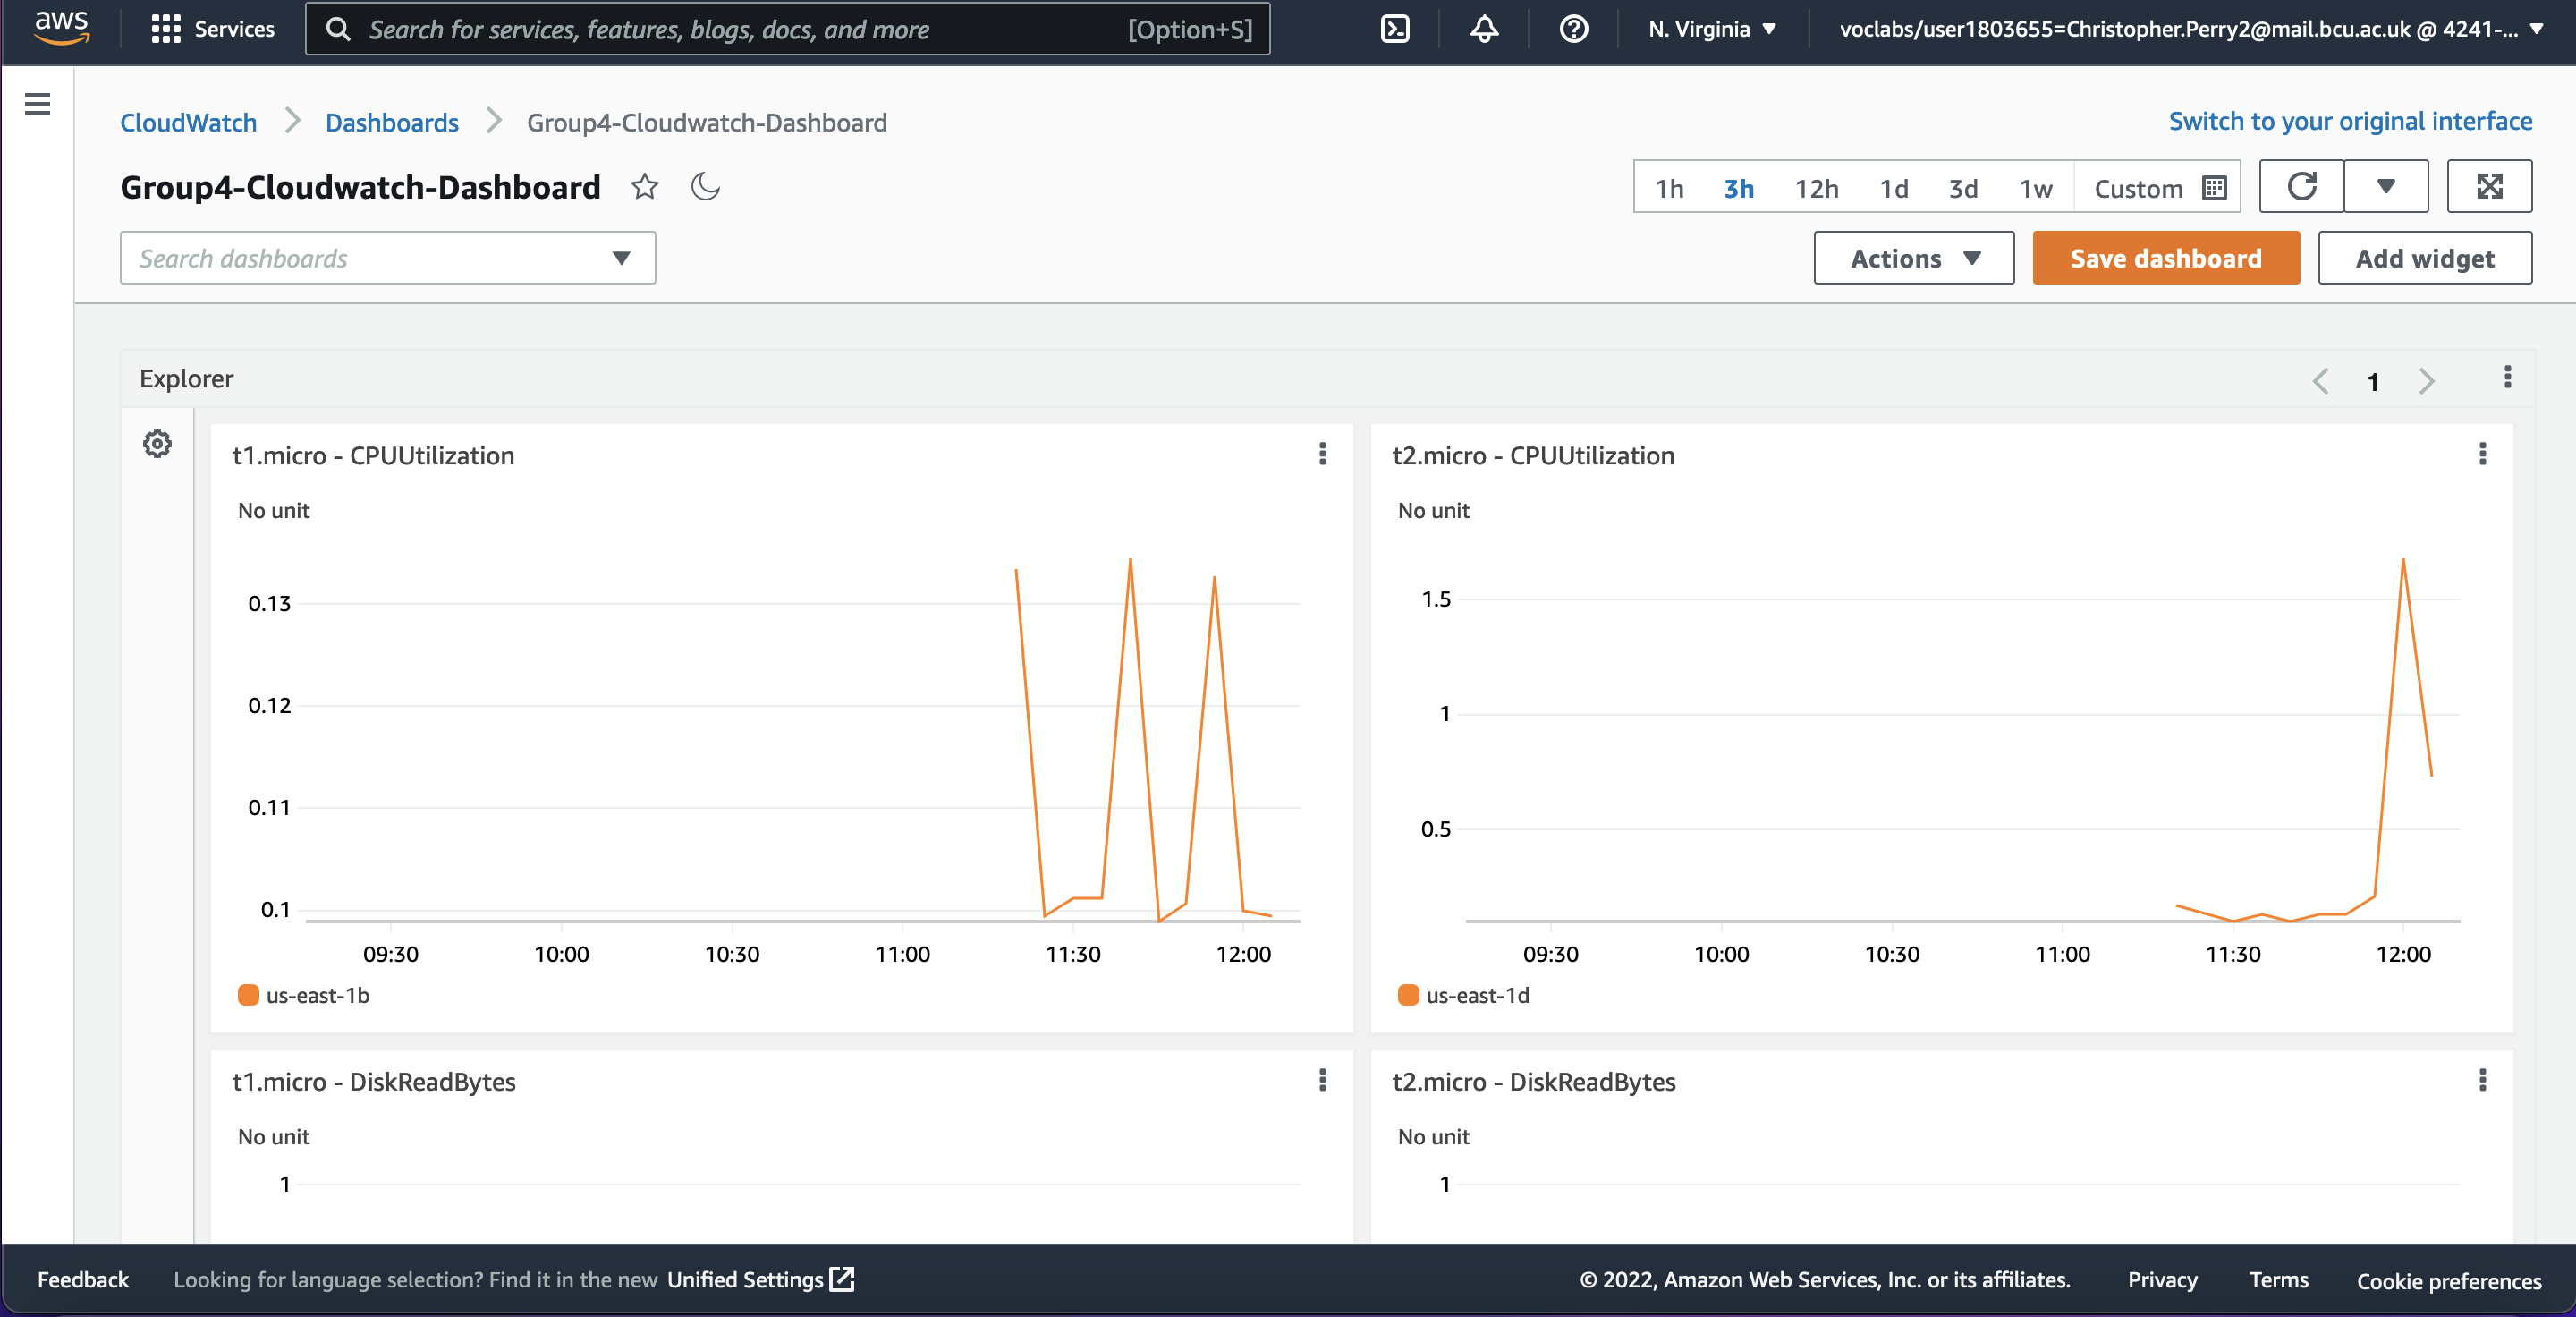 aws
Services
Search for services, features, blogs, docs, and more [Option+S]
N. Virginia
voclabs/user1803655=Christopher.Perry2@mail.bcu.ac.uk @ 4241-...
CloudWatch Dashboards Group4-Cloudwatch-Dashboard
Switch to your original interface
Group4-Cloudwatch-Dashboard
1h 3h 12h 1d 3d 1w Custom
Search dashboards
Actions Save dashboard Add widget
Explorer
1
t1.micro - CPUUtilization
No unit
0.13
0.12
0.11
0.1
09:30 10:00 10:30 11:00 11:30 12:00
us-east-1b
t2.micro - CPUUtilization
No unit
1.5
1
0.5
09:30 10:00 10:30 11:00 11:30 12:00
us-east-1d
t1.micro - DiskReadBytes
No unit
1
t2.micro - DiskReadBytes
No unit
1
Feedback Looking for language selection? Find it in the new Unified Settings
© 2022, Amazon Web Services, Inc. or its affiliates. Privacy Terms Cookie preferences